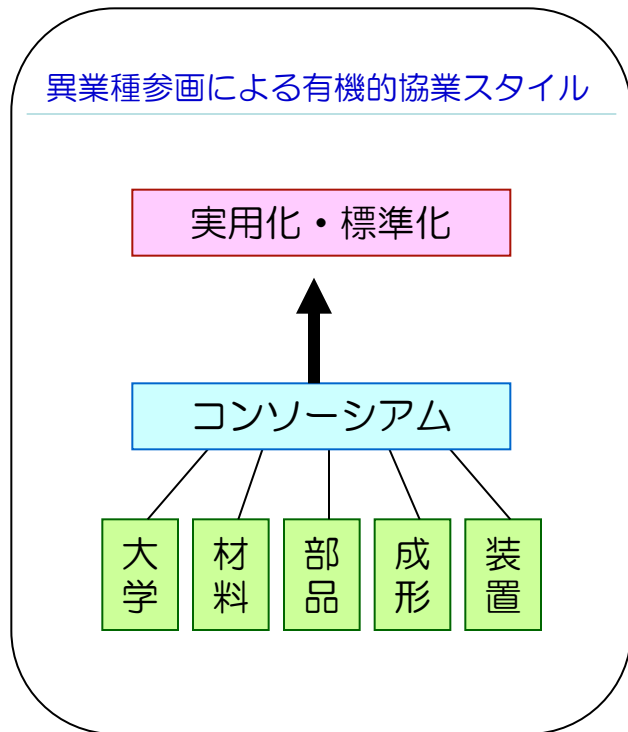 異業種参画による有機的協業スタイル
実用化・標準化
コンソーシアム
大学
材料
部品
成形
装置